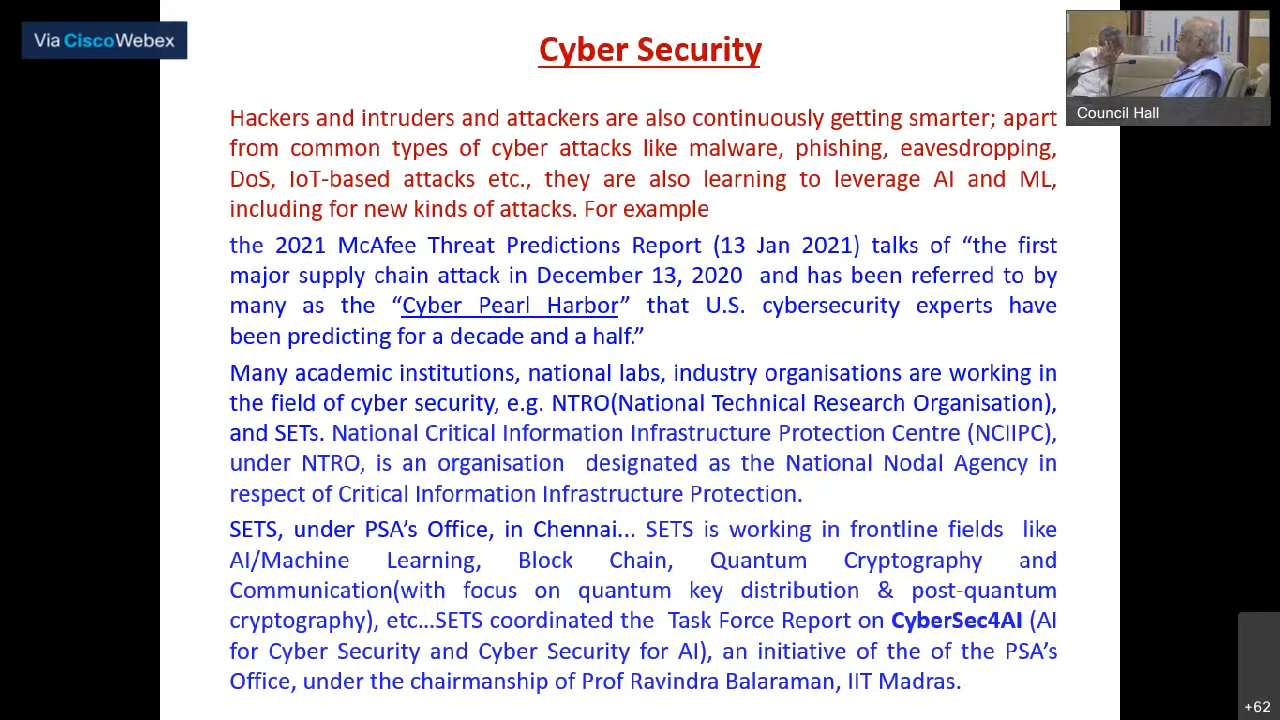 Via CiscoWebex
Cyber Security
Council Hall
Hackers and intruders and attackers are also continuously getting smarter; apart
from common types of cyber attacks like malware, phishing, eavesdropping,
DoS, IoT-based attacks etc., they are also learning to leverage AI and ML,
including for new kinds of attacks. For example
the 2021 McAfee Threat Predictions Report (13 Jan 2021) talks of “the first
major supply chain attack in December 13, 2020 and has been referred to by
many as the “Cyber Pearl Harbor” that U.S. cybersecurity experts have
been predicting for a decade and a half.”
Many academic institutions, national labs, industry organisations are working in
the field of cyber security, e.g. NTRO(National Technical Research Organisation),
and SETs. National Critical Information Infrastructure Protection Centre (NCIIPC),
under NTRO, is an organisation designated as the National Nodal Agency in
respect of Critical Information Infrastructure Protection.
SETS, under PSA’s Office, in Chennai... SETS is working in frontline fields like
AI/Machine Learning, Block Chain, Quantum Cryptography and
Communication(with focus on quantum key distribution & post-quantum
cryptography), etc...SETS coordinated the Task Force Report on CyberSec4AI (AI
for Cyber Security and Cyber Security for AI), an initiative of the of the PSA’s
Office, under the chairmanship of Prof Ravindra Balaraman, IIT Madras.
+62